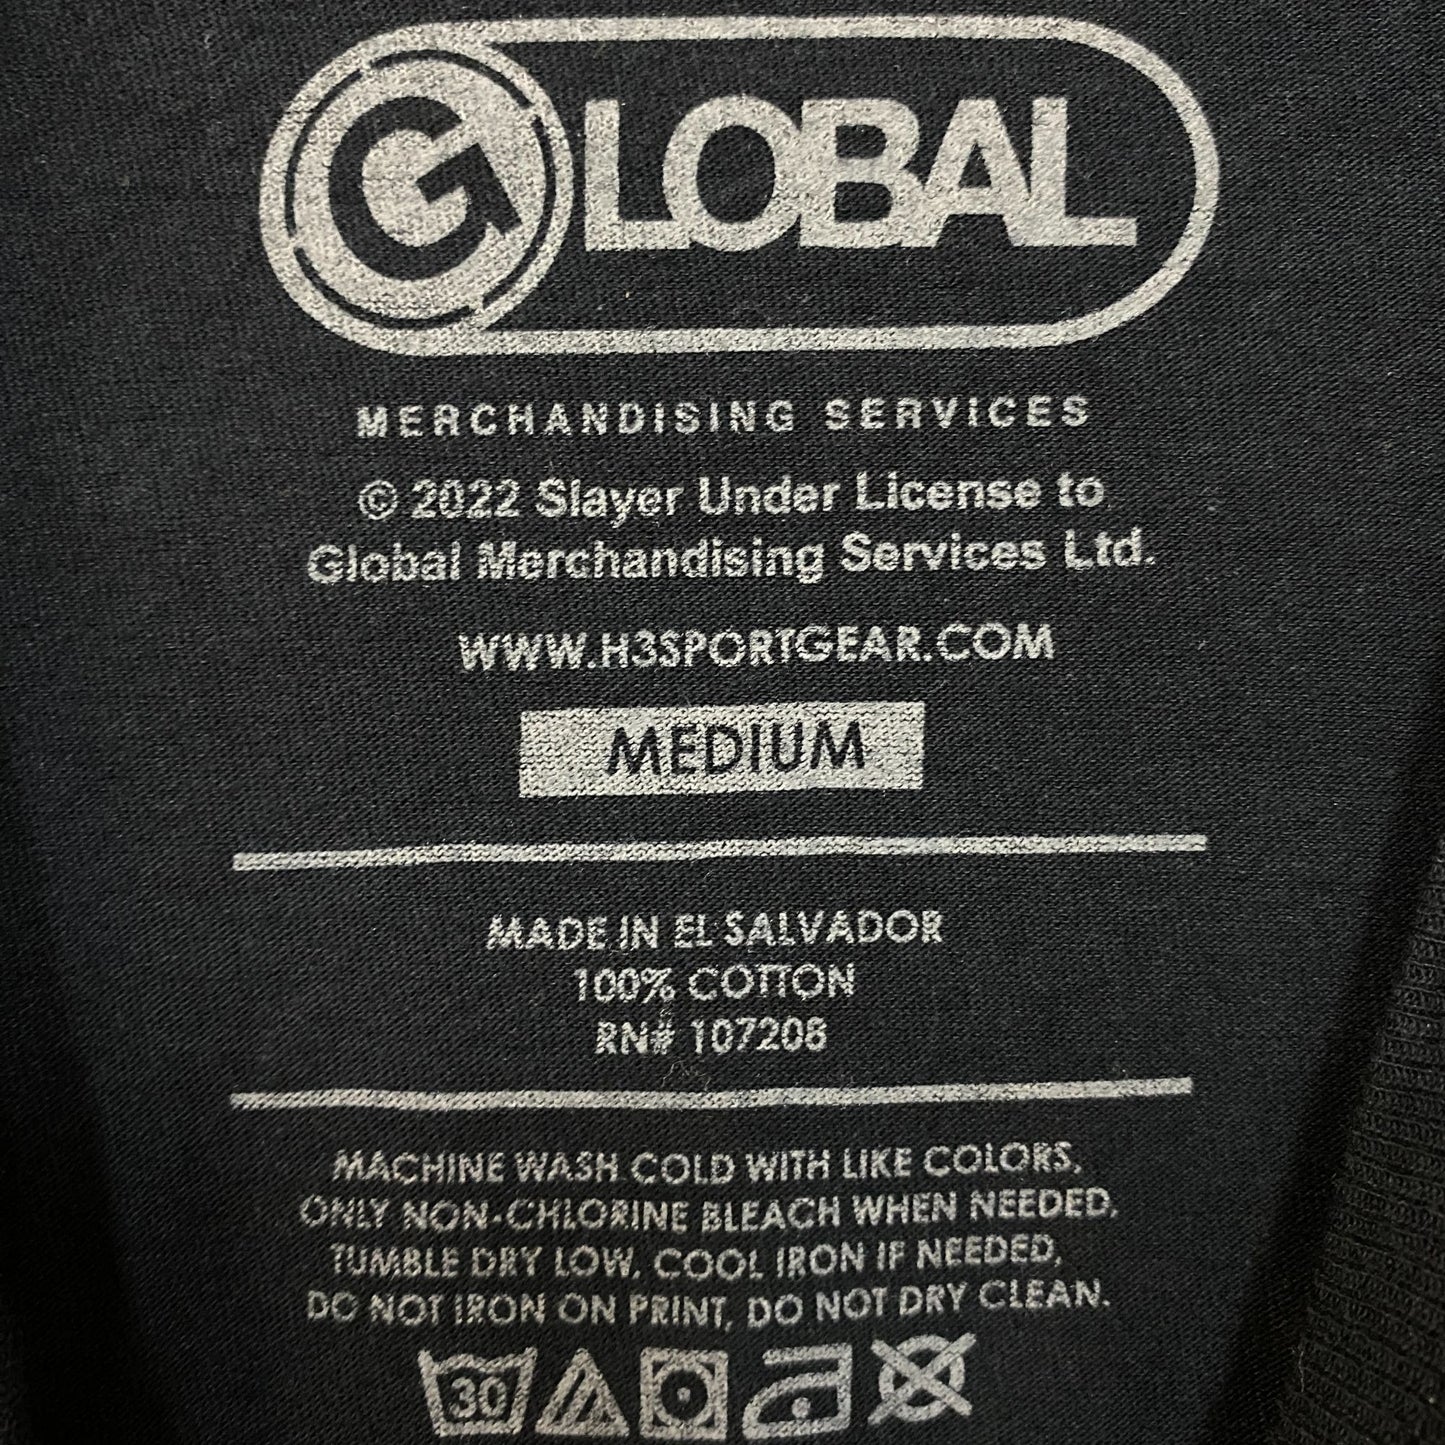 GLOBAL
MERCHANDISING SERVICES
© 2022 Slayer Under License to
Global Merchandising Services Ltd.
WWW.H3SPORTGEAR.COM
MEDIUM
MADE IN EL SALVADOR
100% COTTON
RN# 107208
MACHINE WASH COLD WITH LIKE COLORS,
ONLY NON-CHLORINE BLEACH WHEN NEEDED,
TUMBLE DRY LOW, COOL IRON IF NEEDED,
DO NOT IRON ON PRINT, DO NOT DRY CLEAN.
30